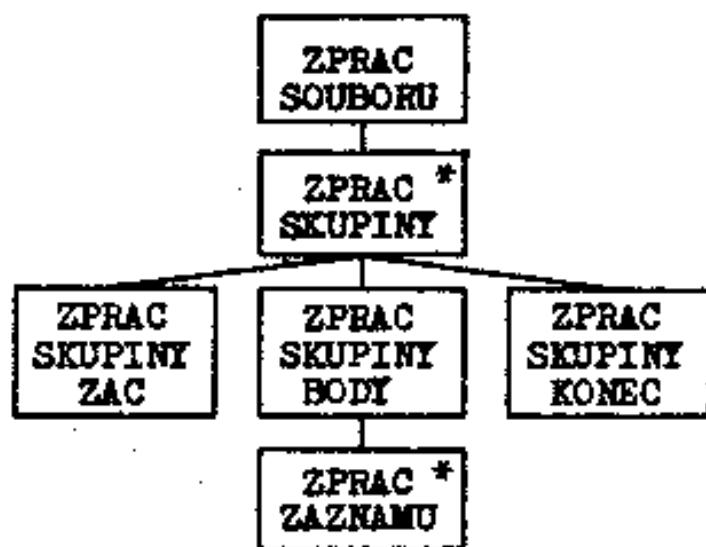 ZPRAC
SOUBORU
ZPRAC *
SKUPINY
ZPRAC
SKUPINY
ZAC
ZPRAC
SKUPINY
BODY
ZPRAC
SKUPINY
KONEC
ZPRAC *
ZAZNAMU